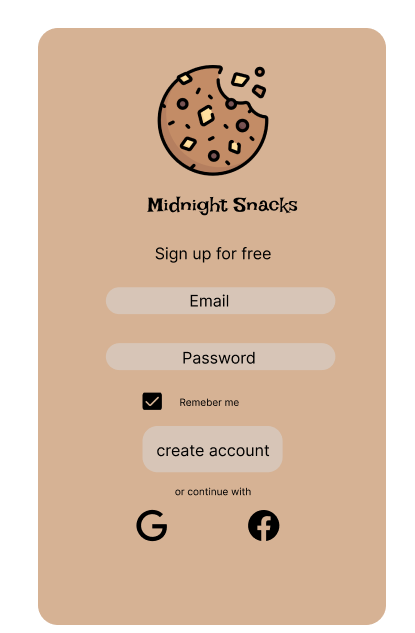 Midnight Snacks
Sign up for free
Email
Password
Remeber me
create account
or continue with